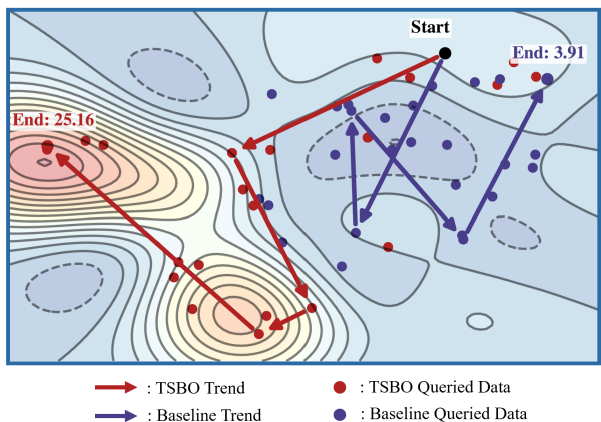 Start
End: 3.91
End: 25.16
: TSBO Trend
: TSBO Queried Data
: Baseline Trend
: Baseline Queried Data